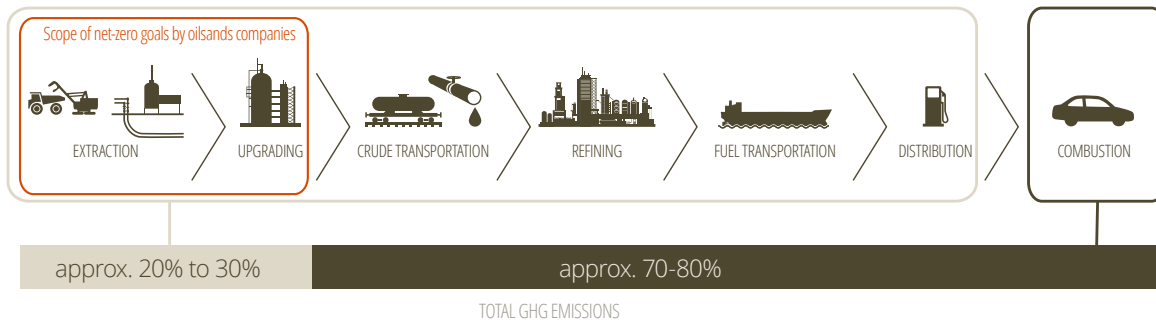 Scope of net-zero goals by oilsands companies
EXTRACTION
UPGRADING
CRUDE TRANSPORTATION
REFINING
FUEL TRANSPORTATION
DISTRIBUTION
COMBUSTION
approx. 20% to 30%
approx. 70-80%
TOTAL GHG EMISSIONS